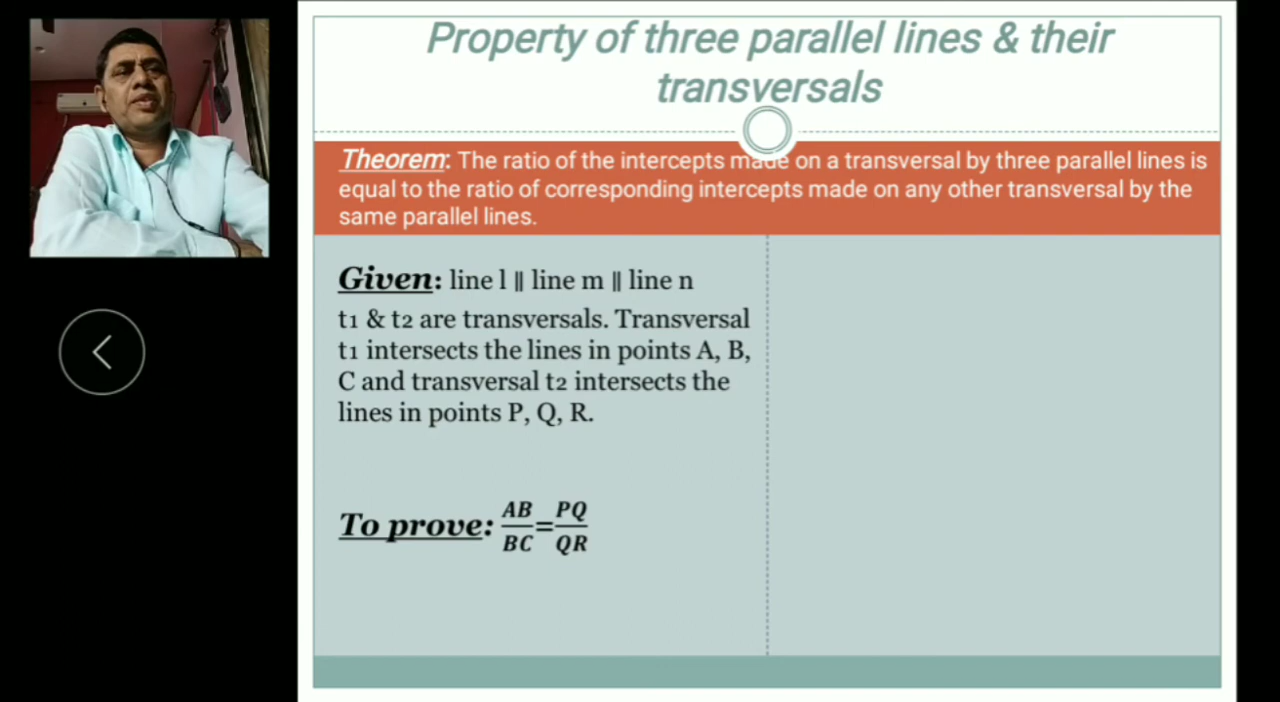 Property of three parallel lines & their
transversals
Theorem: The ratio of the intercepts made on a transversal by three parallel lines is
equal to the ratio of corresponding intercepts made on any other transversal by the
same parallel lines.
Given: line l ∥ line m ∥ line n
t1 & t2 are transversals. Transversal
t1 intersects the lines in points A, B,
C and transversal t2 intersects the
lines in points P, Q, R.
To prove: AB/BC=PQ/QR